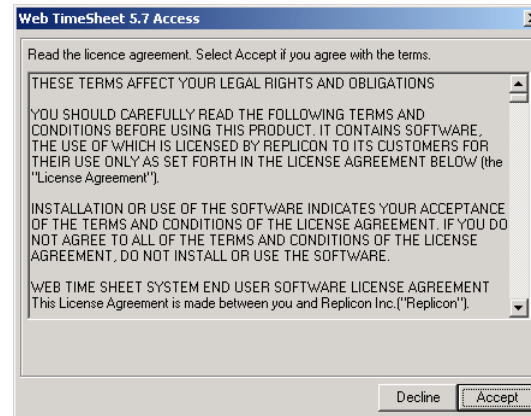 Web TimeSheet 5.7 Access
Read the licence agreement. Select Accept if you agree with the terms.
THESE TERMS AFFECT YOUR LEGAL RIGHTS AND OBLIGATIONS
YOU SHOULD CAREFULLY READ THE FOLLOWING TERMS AND
CONDITIONS BEFORE USING THIS PRODUCT. IT CONTAINS SOFTWARE,
THE USE OF WHICH IS LICENSED BY REPLICON TO ITS CUSTOMERS FOR
THEIR USE ONLY AS SET FORTH IN THE LICENSE AGREEMENT BELOW (the
"License Agreement").
INSTALLATION OR USE OF THE SOFTWARE INDICATES YOUR ACCEPTANCE
OF THE TERMS AND CONDITIONS OF THE LICENSE AGREEMENT. IF YOU DO
NOT AGREE TO ALL OF THE TERMS AND CONDITIONS OF THE LICENSE
AGREEMENT, DO NOT INSTALL OR USE THE SOFTWARE.
WEB TIME SHEET SYSTEM END USER SOFTWARE LICENSE AGREEMENT
This License Agreement is made between you and Replicon Inc.("Replicon").
Decline Accept